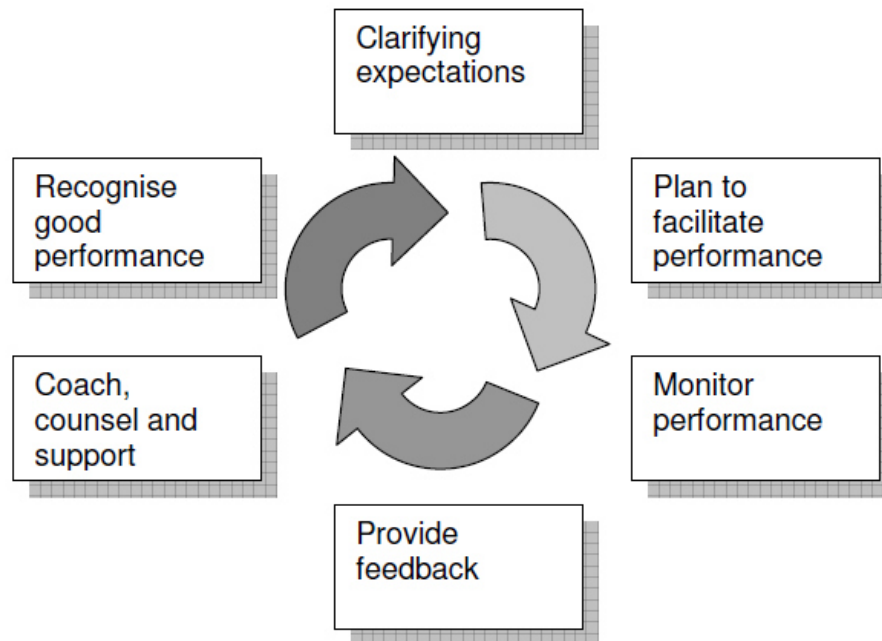 Clarifying
expectations
Recognise
good
performance
Plan to
facilitate
performance
Coach,
counsel and
support
Monitor
performance
Provide
feedback